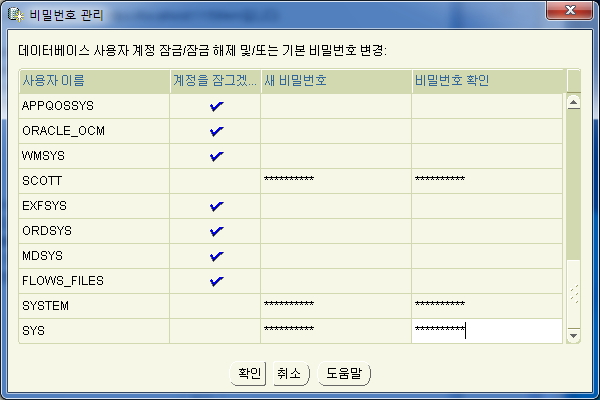 비밀번호 관리
데이터베이스 사용자 계정 잠금/잠금 해제 및/또는 기본 비밀번호 변경:
사용자 이름 계정을 잠그겠... 새 비밀번호 비밀번호 확인
APPQOSSYS
ORACLE_OCM
WMSYS
SCOTT ********** **********
EXFSYS
ORDSYS
MDSYS
FLOWS_FILES
SYSTEM ********** **********
SYS ********** **********
확인 취소 도움말